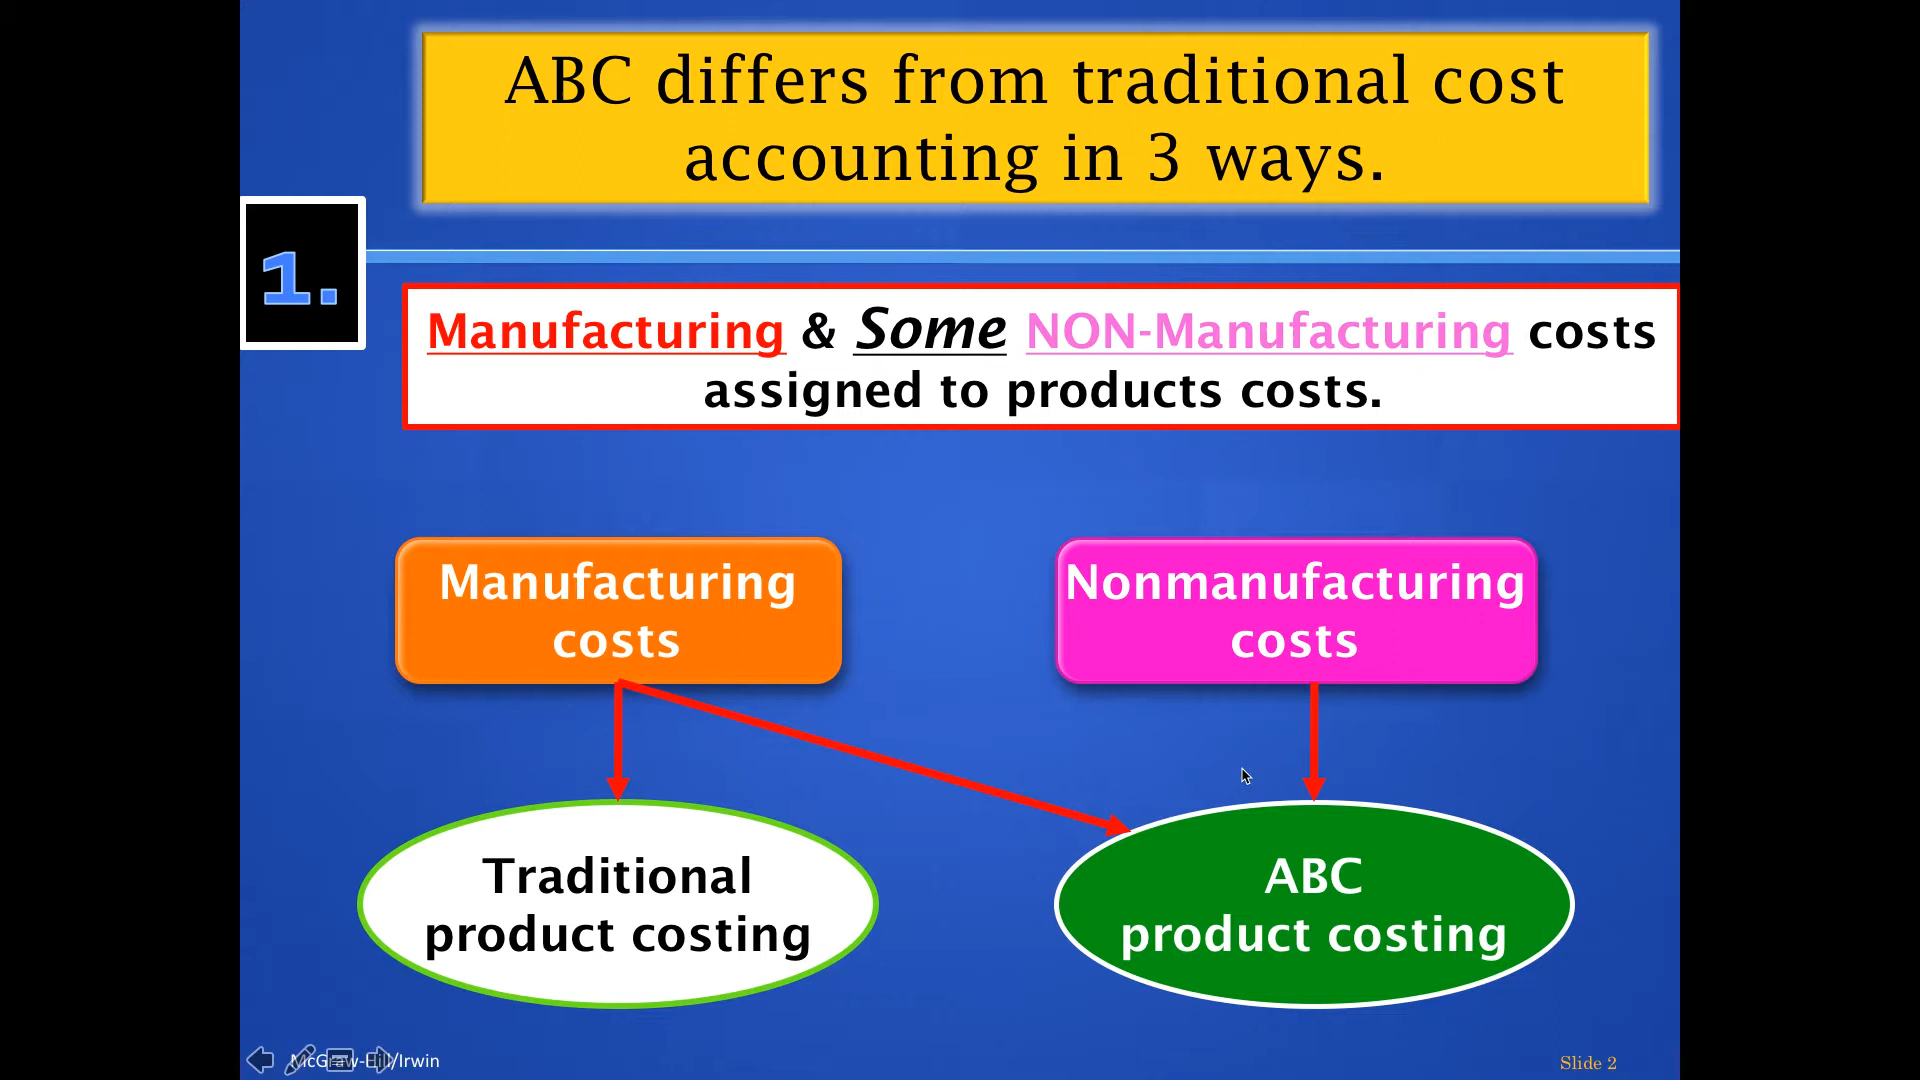 ABC differs from traditional cost
accounting in 3 ways.
1.
Manufacturing & Some NON-Manufacturing costs
assigned to products costs.
Manufacturing
costs
Nonmanufacturing
costs
Traditional
product costing
ABC
product costing
McGraw-Hill/Irwin
Slide 2